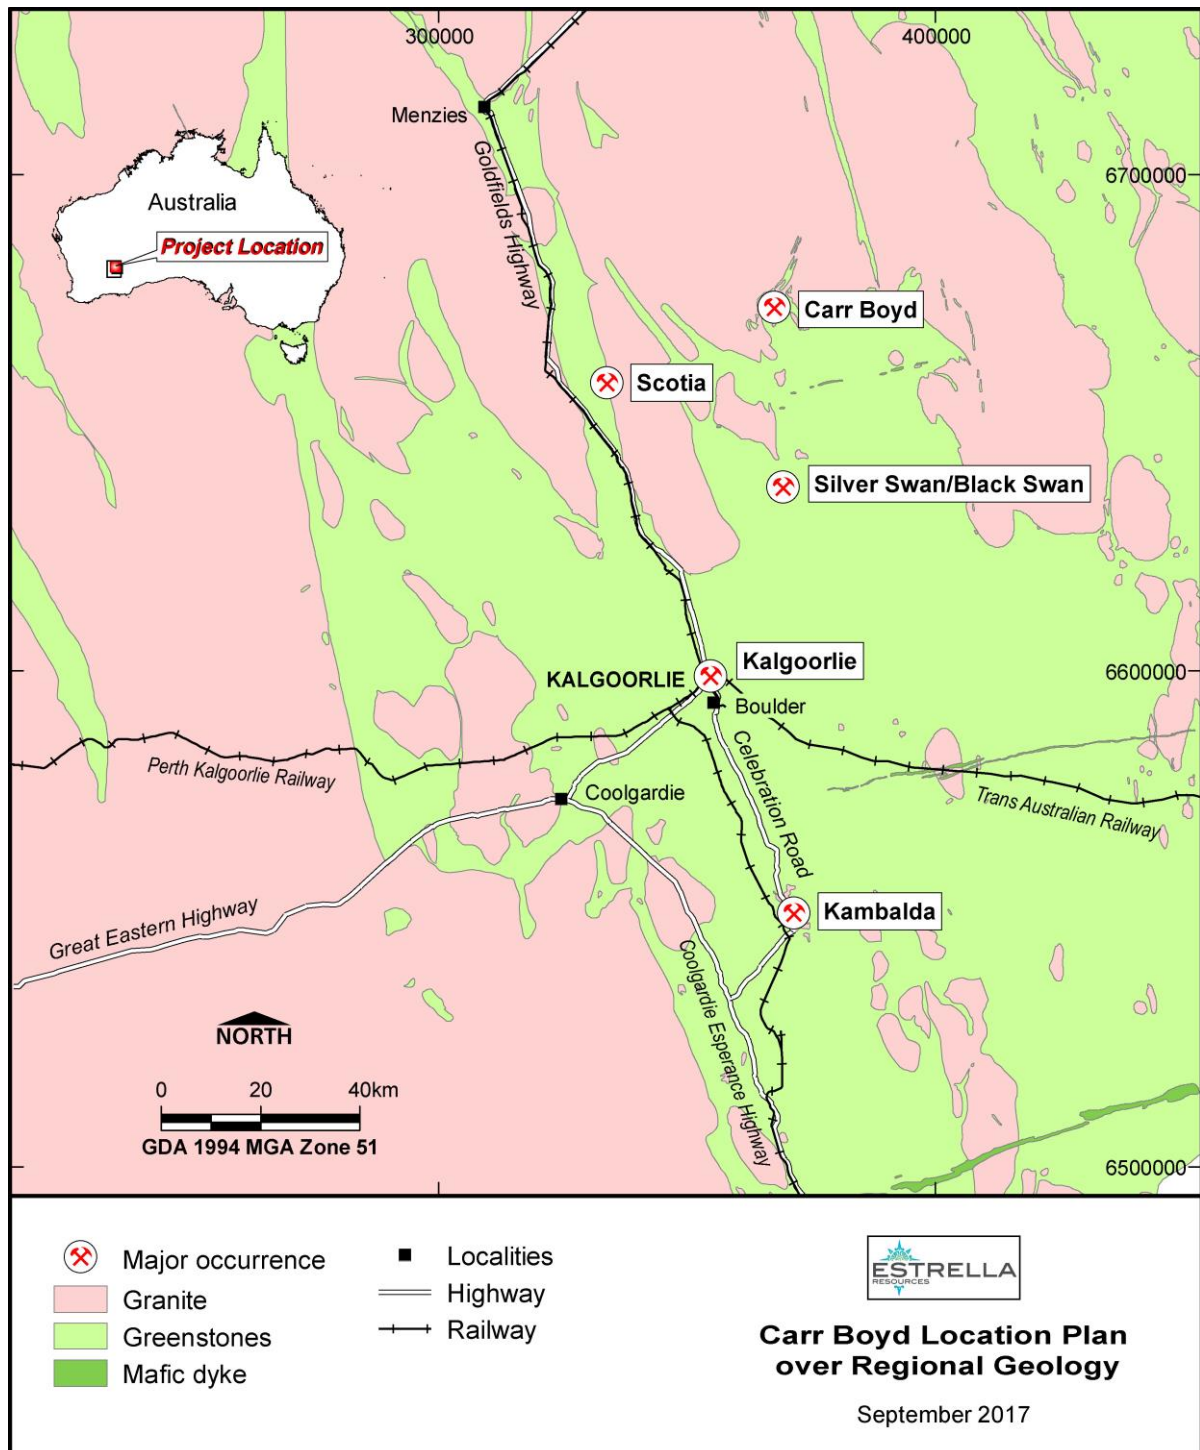 300000
400000
Menzies
Goldfields Highway
6700000
Australia
Project Location
Carr Boyd
Scotia
Silver Swan/Black Swan
Kalgoorlie
KALGOORLIE
6600000
Boulder
Celebration Road
Perth Kalgoorlie Railway
Coolgardie
Trans Australian Railway
Great Eastern Highway
Kambalda
Coolgardie Esperance Highway
NORTH
0 20 40km
GDA 1994 MGA Zone 51
6500000
Major occurrence
Granite
Greenstones
Mafic dyke
Localities
Highway
Railway
ESTRELLA
RESOURCES
Carr Boyd Location Plan
over Regional Geology
September 2017